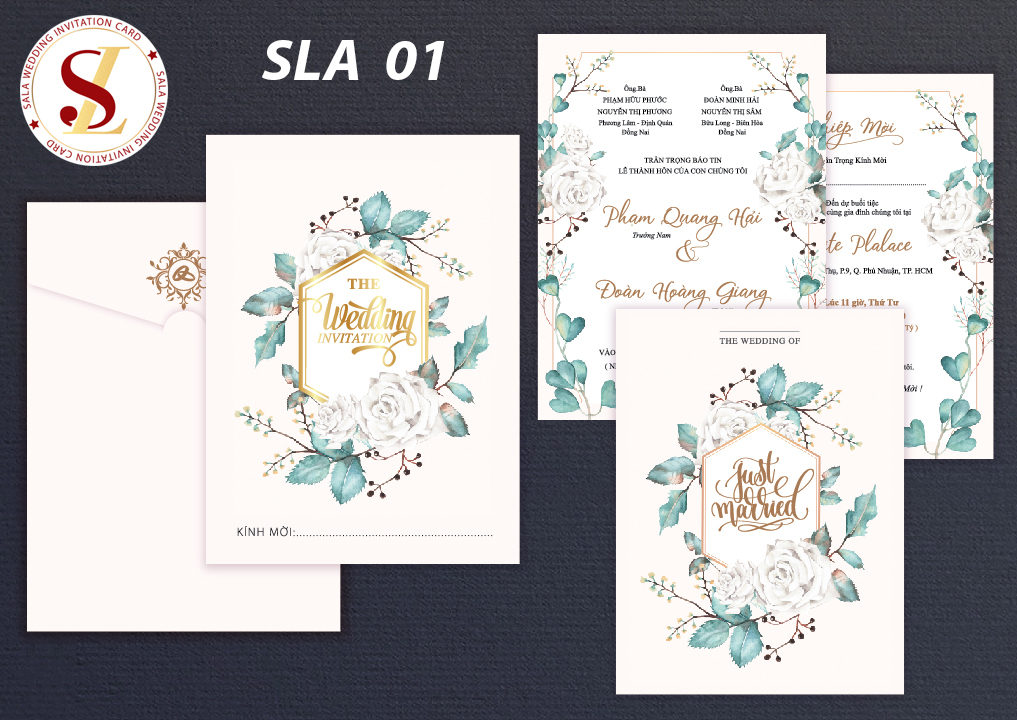 SALA WEDDING INVITATION CARD
SALA WEDDING INVITATION CARD
SL
SLA 01
THE
Wedding
INVITATION
KÍNH MỜI:
Ông.Bà
PHẠM HỮU PHƯỚC
NGUYỄN THỊ PHƯƠNG
Phương Lâm - Định Quán
Đồng Nai
Ông.Bà
ĐOÀN MINH HẢI
NGUYỄN THỊ SÂM
Bửu Long - Biên Hòa
Đồng Nai
TRÂN TRỌNG BÁO TIN
LỄ THÀNH HÔN CỦA CON CHÚNG TÔI
Phạm Quang Hải
Trưởng Nam
&
Đoàn Hoàng Giang
VÀO
Mời
Trọng Kính Mời
Đến dự buổi tiệc
cùng gia đình chúng tôi tại
Plalace
P.9, Q. Phú Nhuận, TP. HCM
Lúc 11 giờ, Thứ Tư
Tý )
Mời !
THE WEDDING OF
Just
married